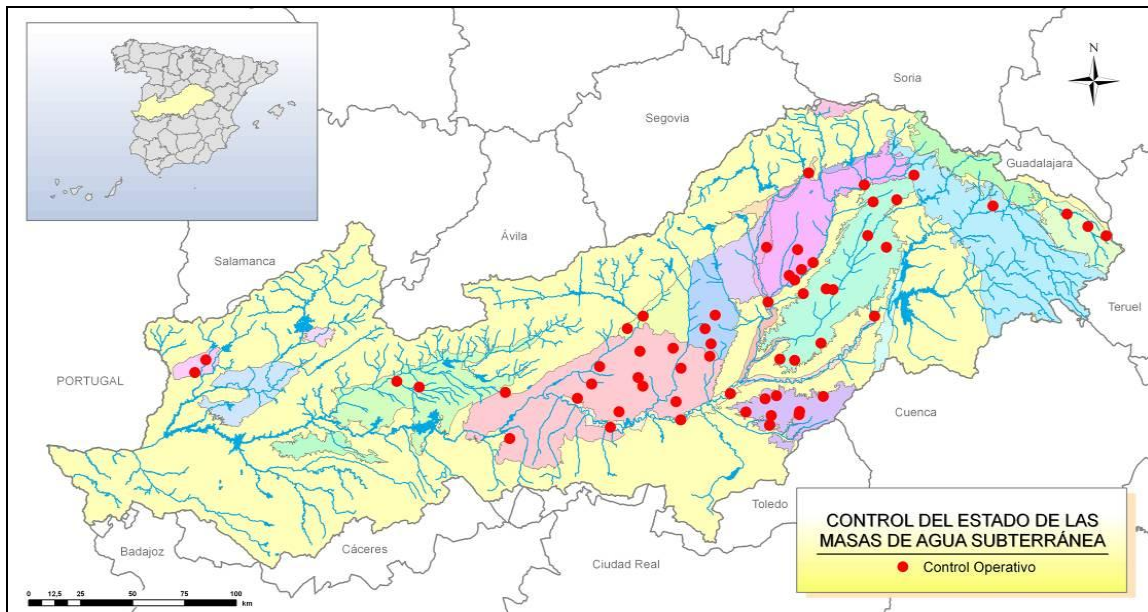 N
Soria
Segovia
Guadalajara
Ávila
Salamanca
Teruel
PORTUGAL
Cuenca
Toledo
CONTROL DEL ESTADO DE LAS
MASAS DE AGUA SUBTERRÁNEA
Control Operativo
Badajoz
Cáceres
Ciudad Real
0 12,5 25 50 75 100
km